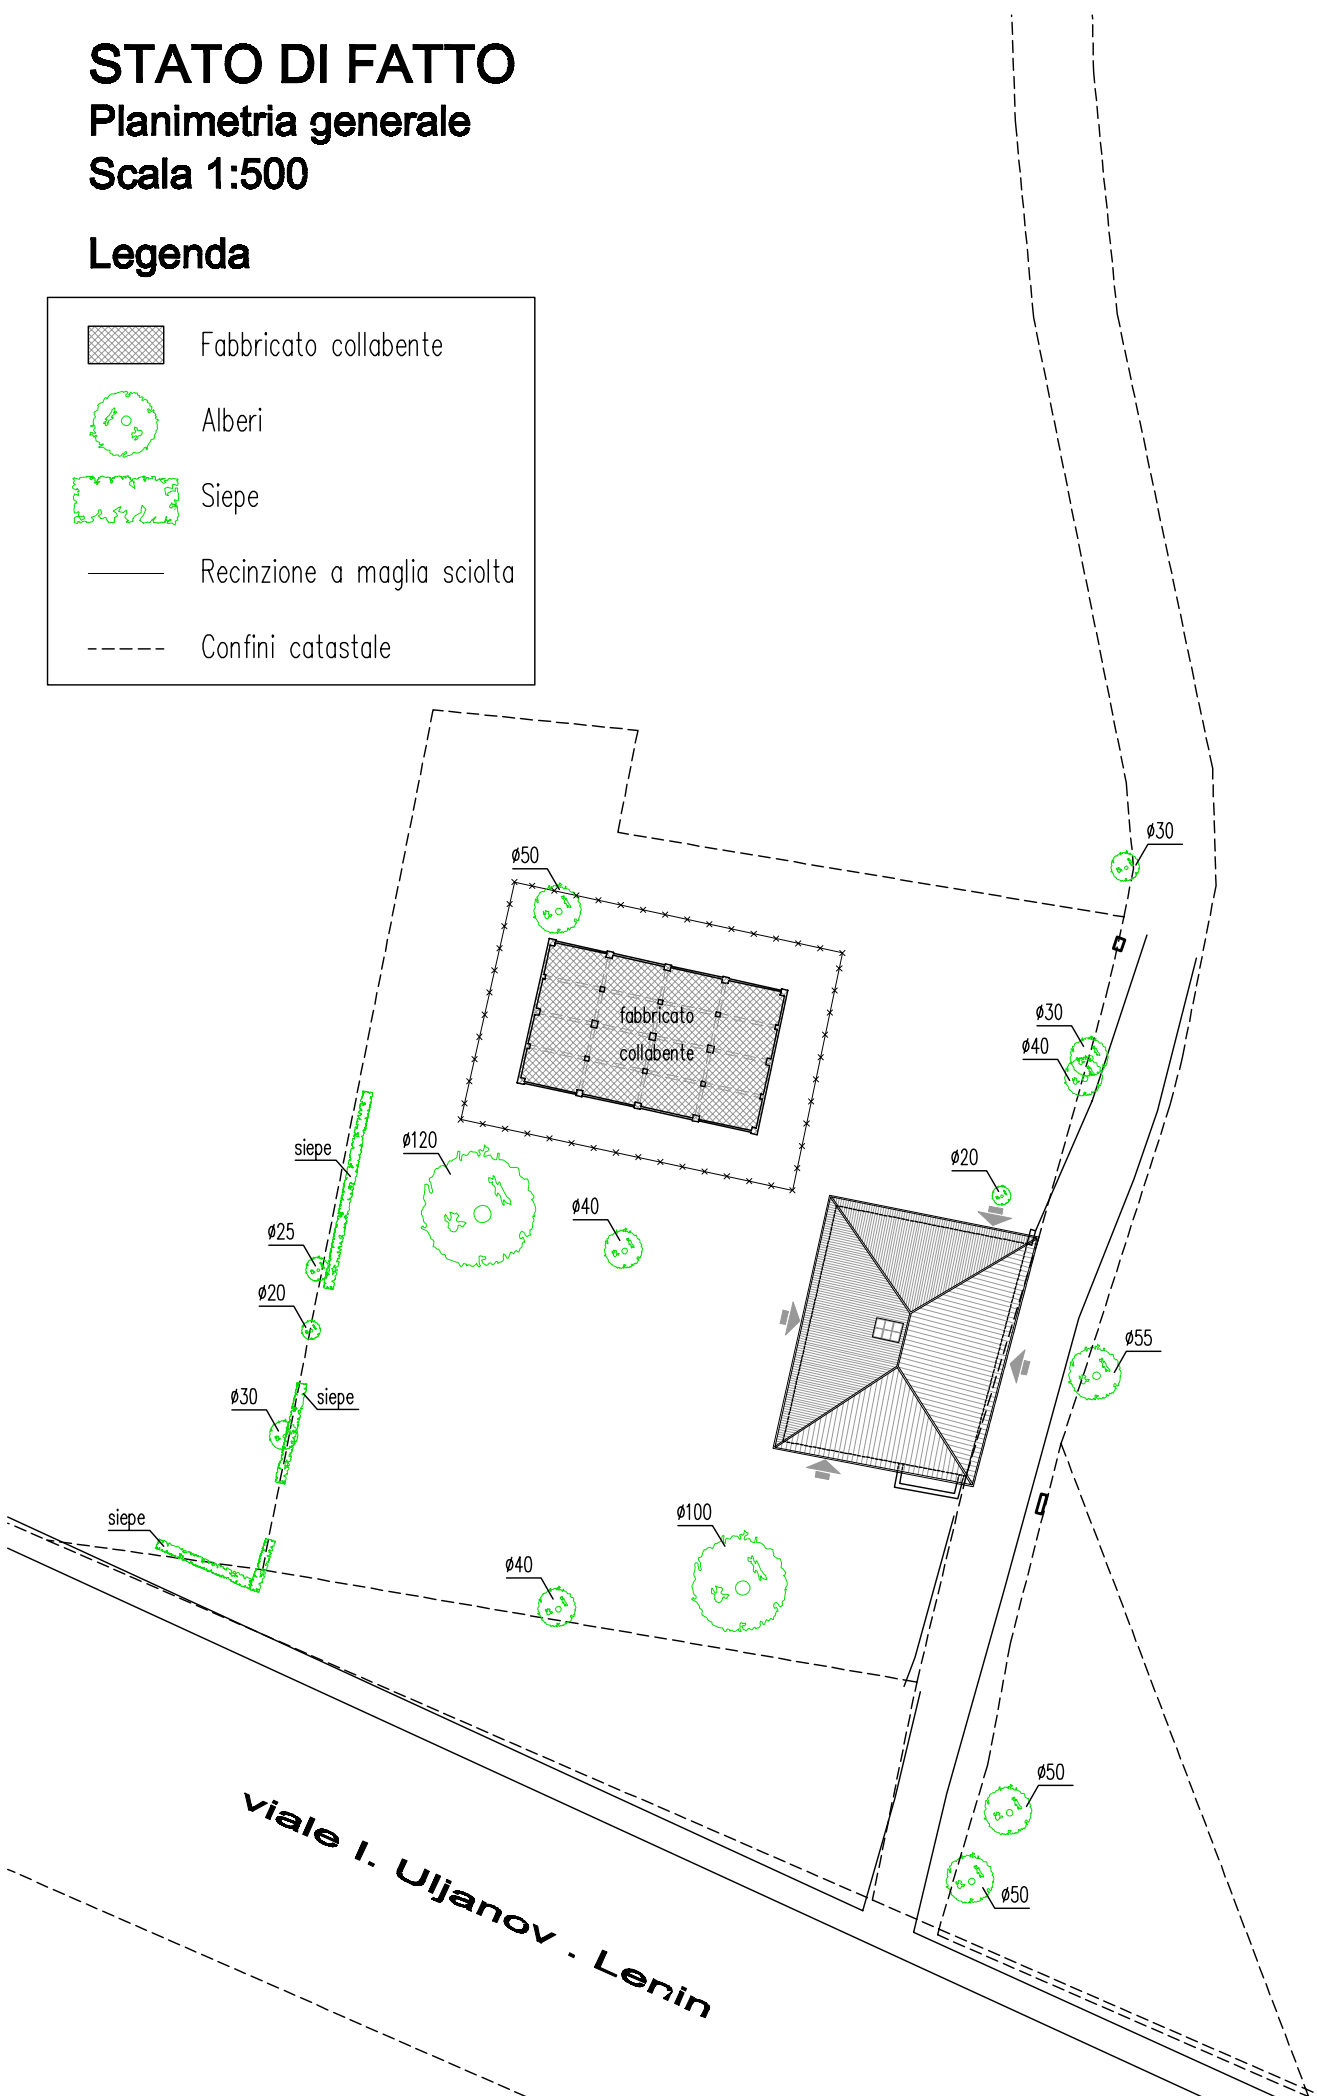 STATO DI FATTO
Planimetria generale
Scala 1:500
Legenda
Fabbricato collabente
Alberi
Siepe
Recinzione a maglia sciolta
Confini catastale
ø30
ø50
ø30
ø40
fabbricato
collabente
ø120
siepe
ø20
ø40
ø25
ø20
ø55
ø30
siepe
siepe
ø100
ø40
ø50
ø50
viale I. Uljanov . Lenin